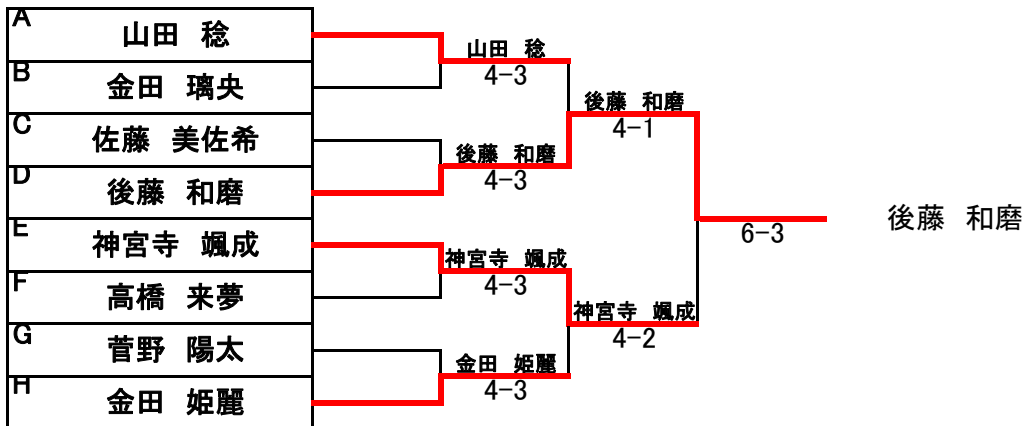 A
山田　稔
B
金田　璃央
C
佐藤　美佐希
D
後藤　和磨
E
神宮寺　颯成
F
高橋　来夢
G
菅野　陽太
H
金田　姫麗
山田　稔
4-3
後藤　和磨
4-3
神宮寺　颯成
4-3
金田　姫麗
4-3
後藤　和磨
4-1
神宮寺　颯成
4-2
6-3
後藤　和磨